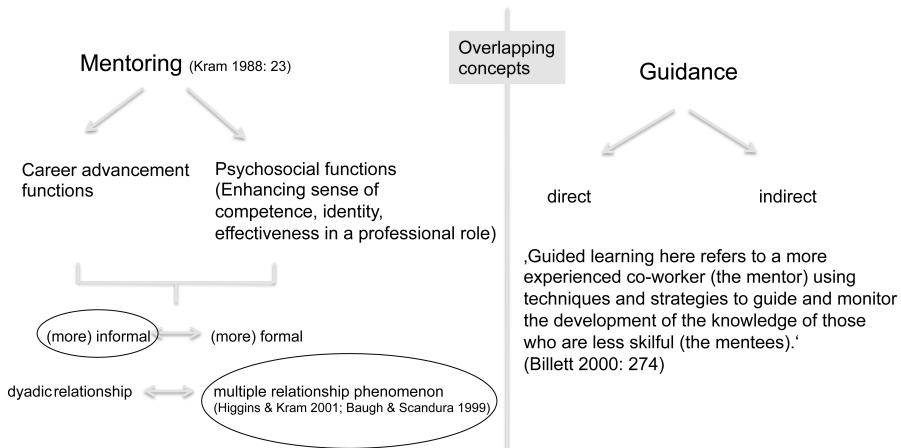 Mentoring (Kram 1988: 23)
Career advancement
functions
Psychosocial functions
(Enhancing sense of
competence, identity,
effectiveness in a professional role)
(more) informal
(more) formal
dyadic relationship
multiple relationship phenomenon
(Higgins & Kram 2001; Baugh & Scandura 1999)
Overlapping
concepts
Guidance
direct
indirect
‚Guided learning here refers to a more
experienced co-worker (the mentor) using
techniques and strategies to guide and monitor
the development of the knowledge of those
who are less skilful (the mentees).‘
(Billett 2000: 274)